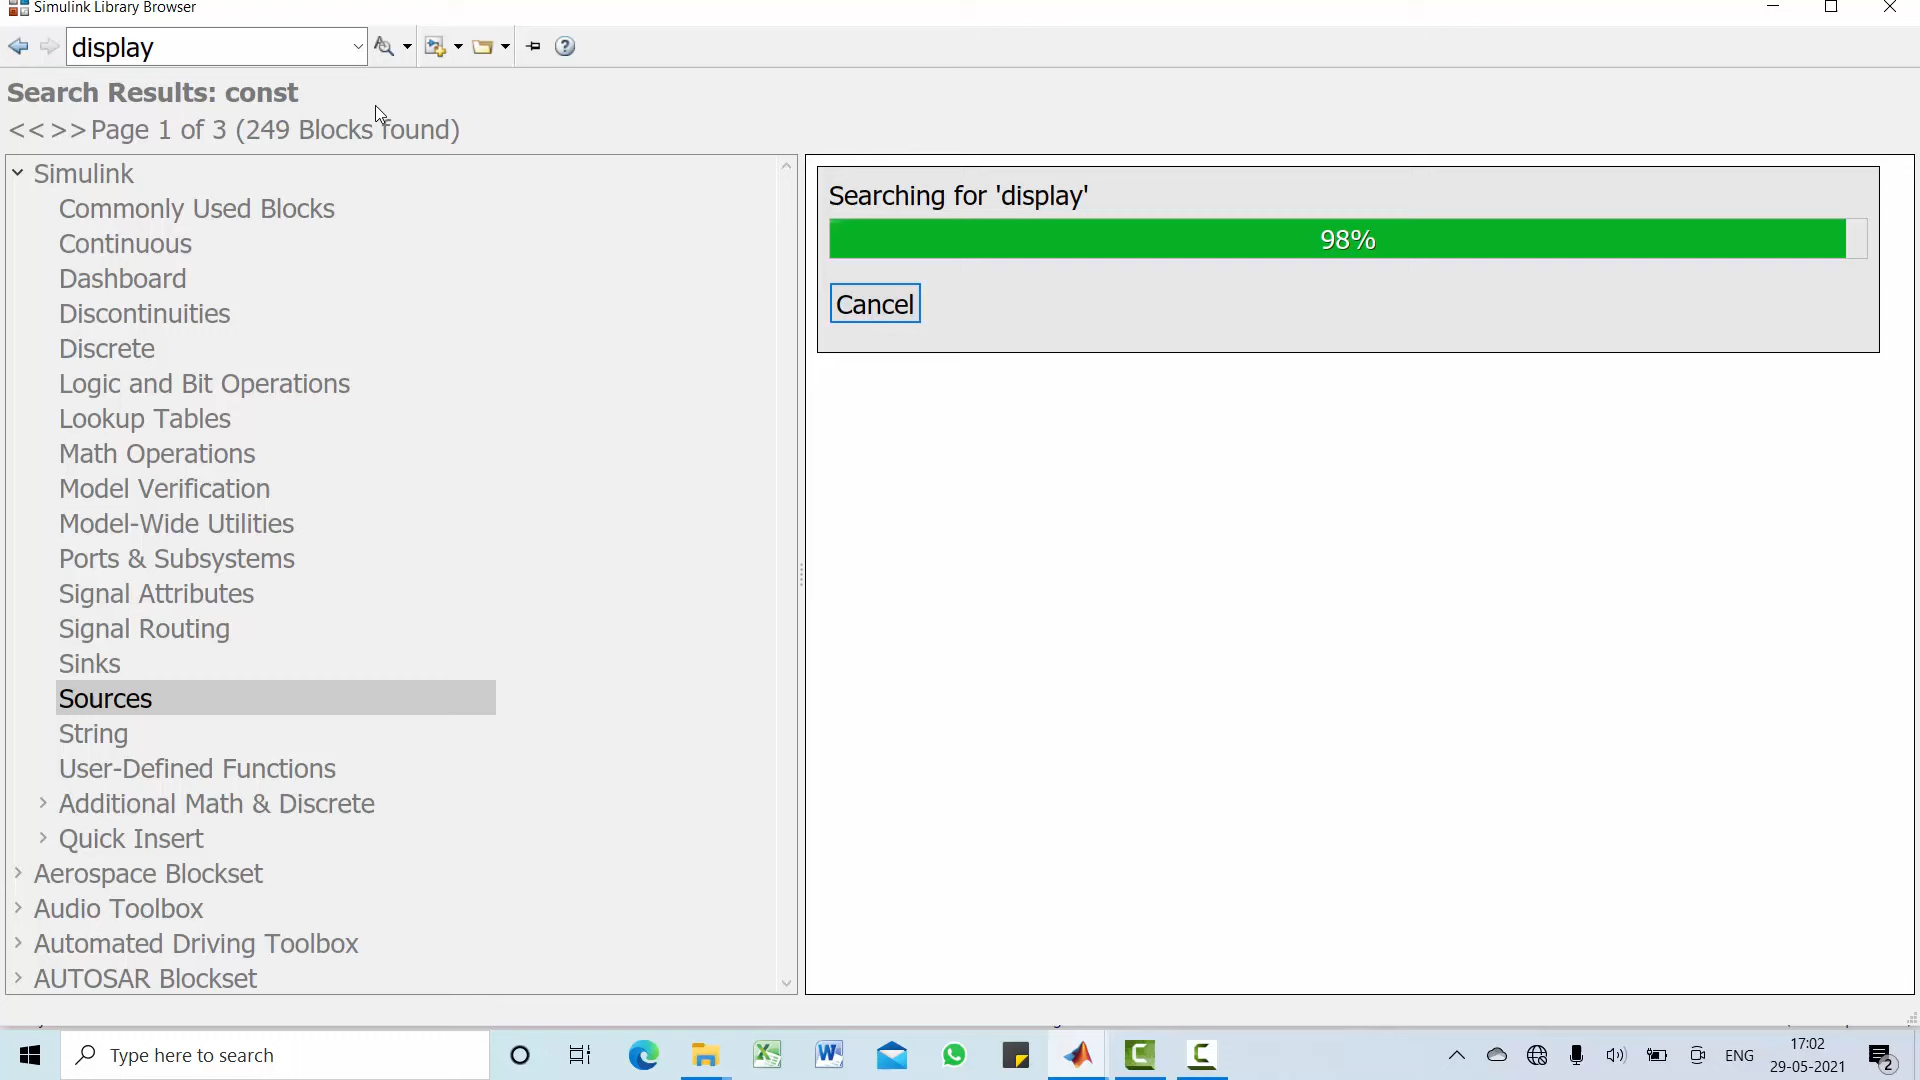 Simulink Library Browser
display
Search Results: const
<< >> Page 1 of 3 (249 Blocks found)
Simulink
Commonly Used Blocks
Continuous
Dashboard
Discontinuities
Discrete
Logic and Bit Operations
Lookup Tables
Math Operations
Model Verification
Model-Wide Utilities
Ports & Subsystems
Signal Attributes
Signal Routing
Sinks
Sources
String
User-Defined Functions
Additional Math & Discrete
Quick Insert
Aerospace Blockset
Audio Toolbox
Automated Driving Toolbox
AUTOSAR Blockset
Searching for 'display'
98%
Cancel
Type here to search
ENG
17:02
29-05-2021
2